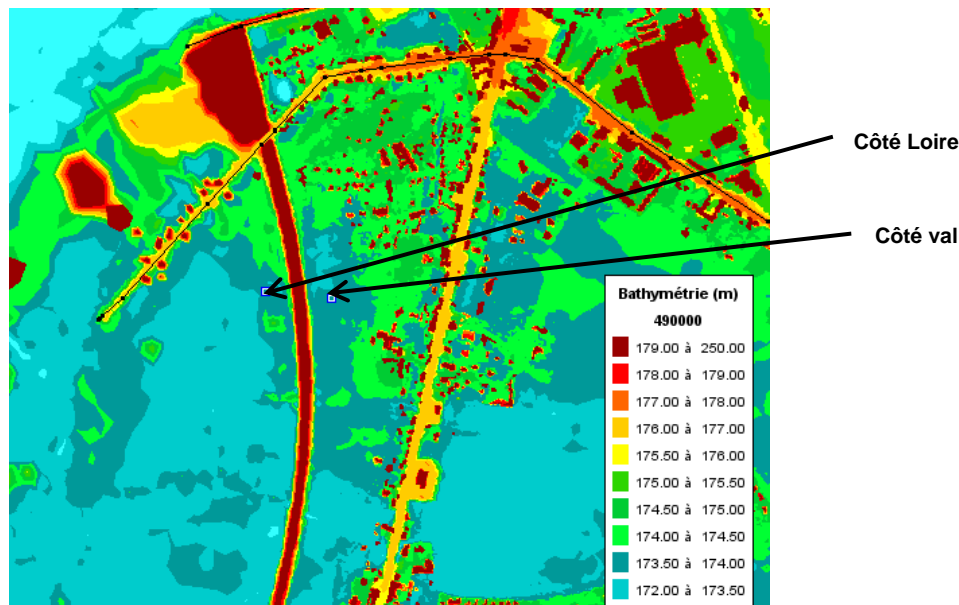 Côté Loire
Côté val
Bathymétrie (m)
490000
179.00 à 250.00
178.00 à 179.00
177.00 à 178.00
176.00 à 177.00
175.50 à 176.00
175.00 à 175.50
174.50 à 175.00
174.00 à 174.50
173.50 à 174.00
172.00 à 173.50